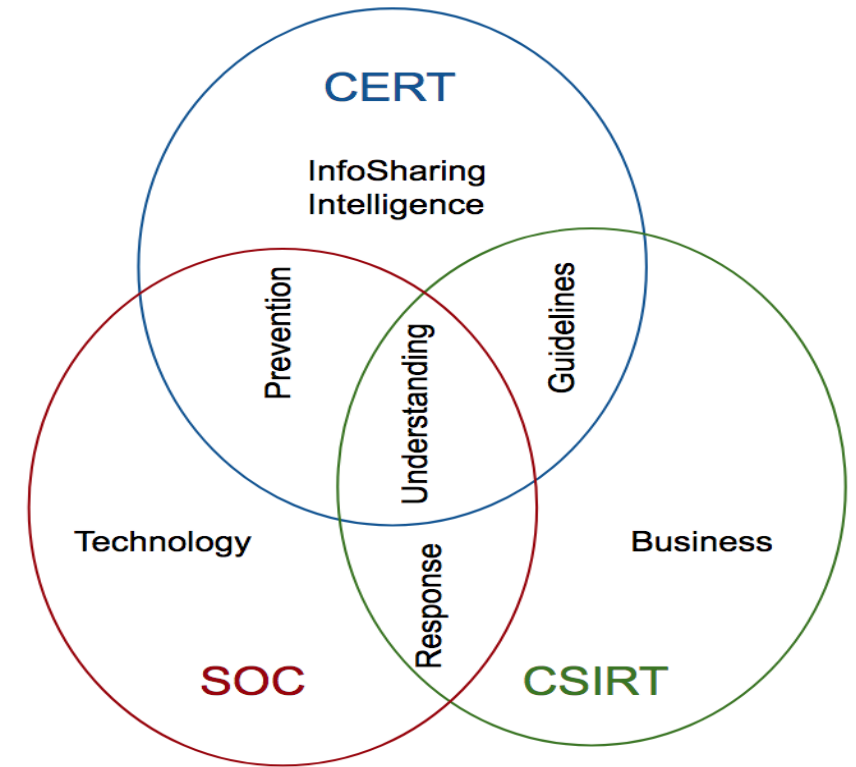 CERT
InfoSharing
Intelligence
Prevention
Understanding
Guidelines
Technology
Response
Business
SOC
CSIRT